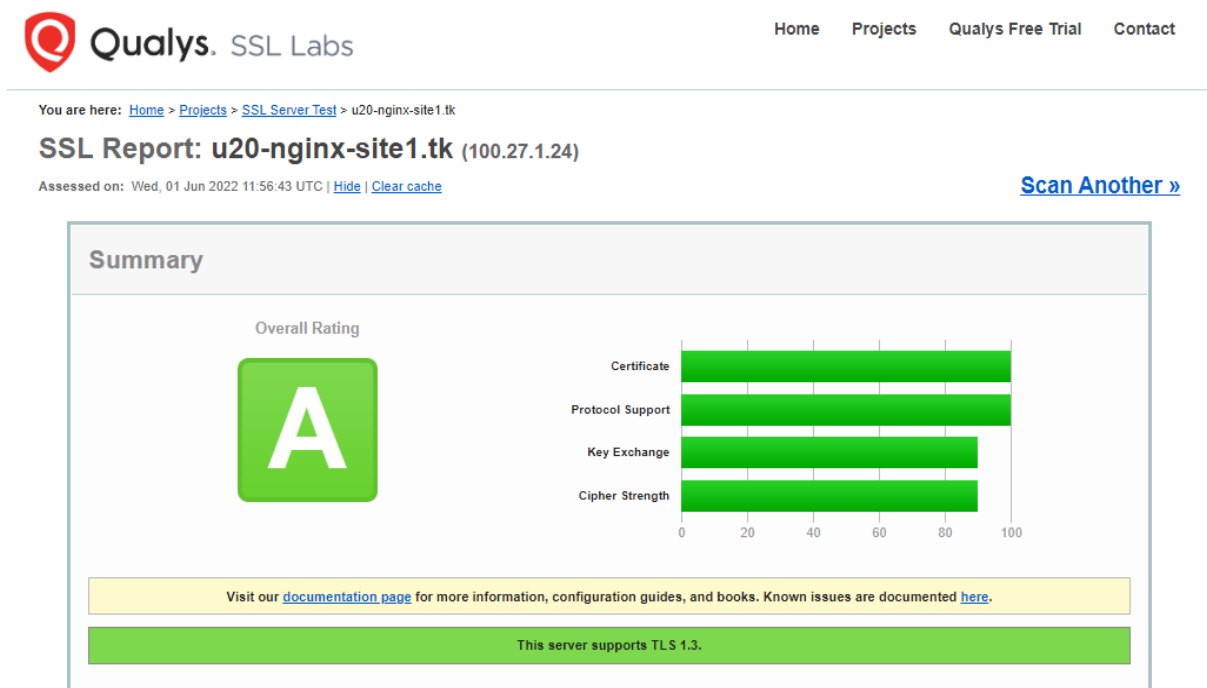 Qualys. SSL Labs
Home Projects Qualys Free Trial Contact
You are here: Home > Projects > SSL Server Test > u20-nginx-site1.tk
SSL Report: u20-nginx-site1.tk (100.27.1.24)
Assessed on: Wed, 01 Jun 2022 11:56:43 UTC | Hide | Clear cache
Scan Another »
Summary
Overall Rating
A
Certificate
Protocol Support
Key Exchange
Cipher Strength
0 20 40 60 80 100
Visit our documentation page for more information, configuration guides, and books. Known issues are documented here.
This server supports TLS 1.3.